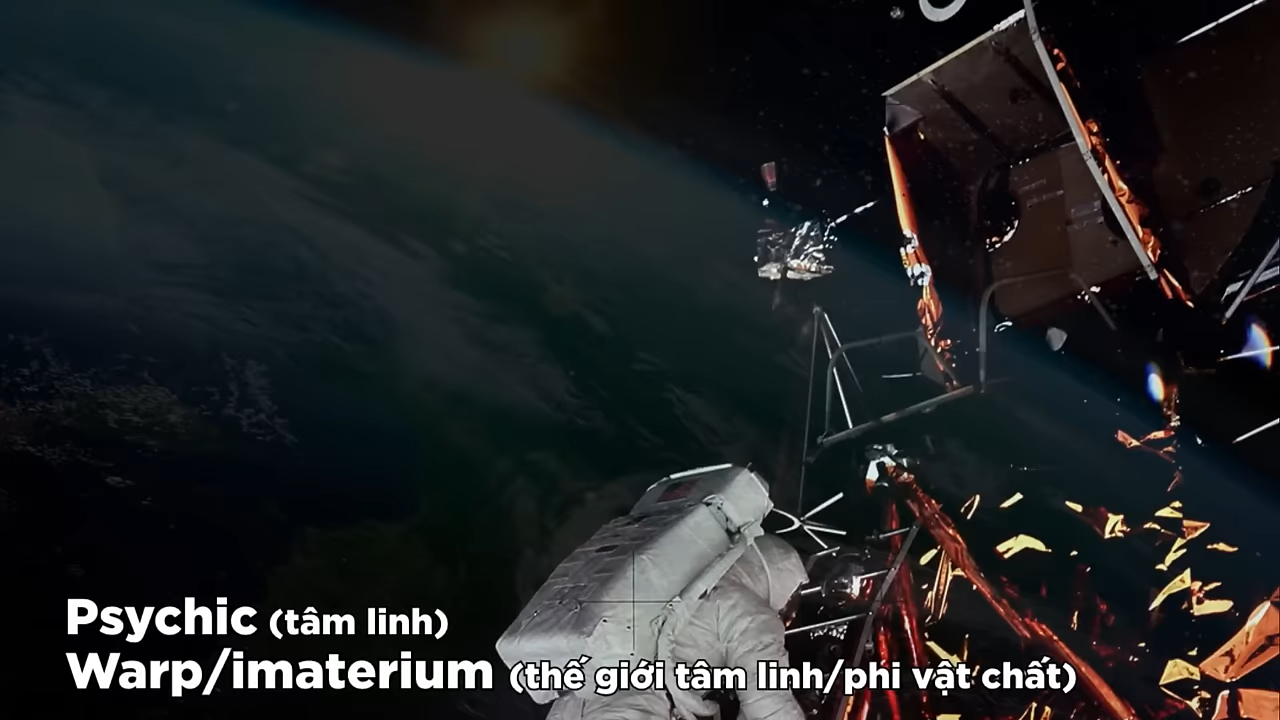 Psychic (tâm linh)
Warp/imaterium (thế giới tâm linh/phi vật chất)